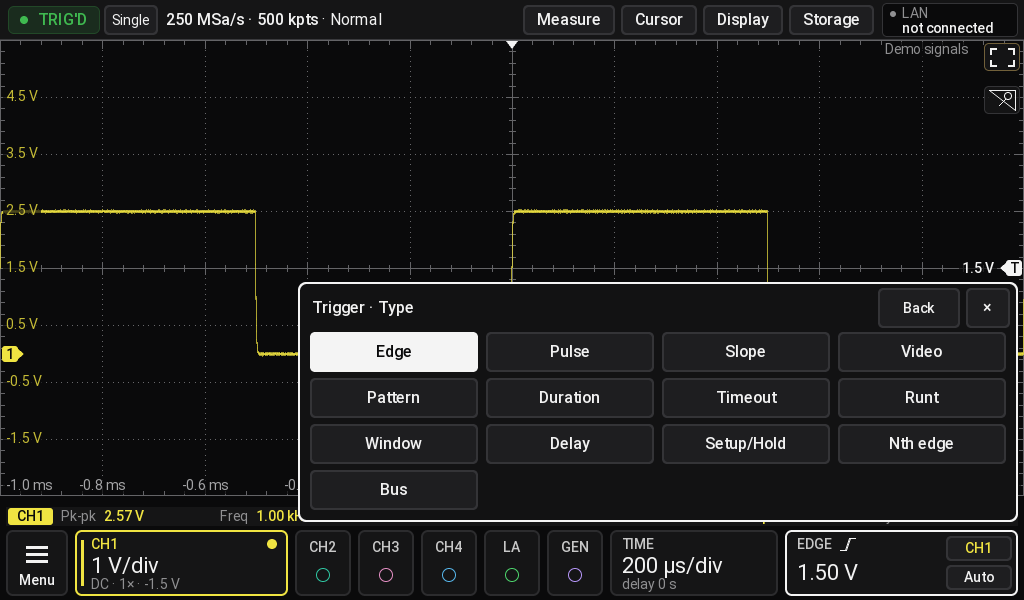 TRIG'D Single 250 MSa/s · 500 kpts · Normal Measure Cursor Display Storage LAN
not connected
Demo signals
4.5 V
3.5 V
2.5 V
1.5 V 1.5 V T
Trigger · Type Back ×
0.5 V Edge Pulse Slope Video
1
-0.5 V Pattern Duration Timeout Runt
-1.5 V Window Delay Setup/Hold Nth edge
-1.0 ms -0.8 ms -0.6 ms Bus
CH1 Pk-pk 2.57 V Freq 1.00
Menu
CH1
1 V/div
DC · 1× · -1.5 V
CH2 CH3 CH4 LA GEN
TIME
200 µs/div
delay 0 s
EDGE CH1
1.50 V Auto